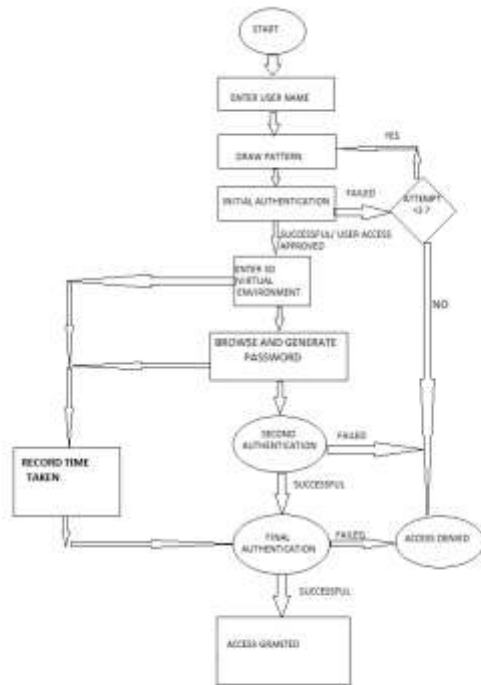 START
ENTER USER NAME
YES
DRAW PATTERN
INITIAL AUTHENTICATION
FAILED
ATTEMPT
SUCCESSFUL/ USER ACCESS
APPROVED
ENTER 3D
VIRTUAL
ENVIRONMENT
NO
BROWSE AND GENERATE
PASSWORD
SECOND
AUTHENTICATION
FAILED
RECORD TIME
TAKEN
SUCCESSFUL
FINAL
AUTHENTICATION
FAILED
ACCESS DENIED
SUCCESSFUL
ACCESS GRANTED